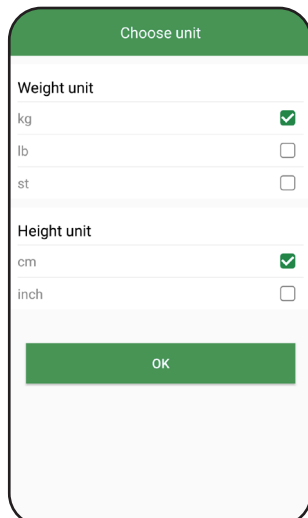 Choose unit
Weight unit
kg
lb
st
Height unit
cm
inch
OK